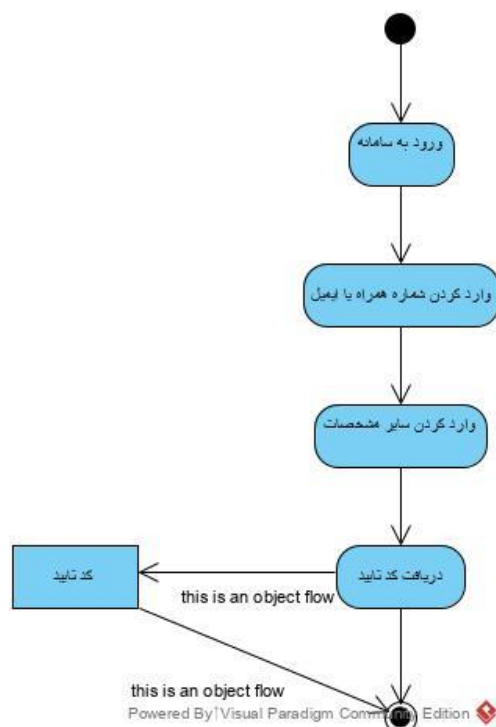 ورود به سامانه
وارد کردن شماره همراه یا ایمیل
وارد کردن سایر مشخصات
دریافت کد تایید
کد تایید
this is an object flow
this is an object flow
Powered By Visual Paradigm Community Edition